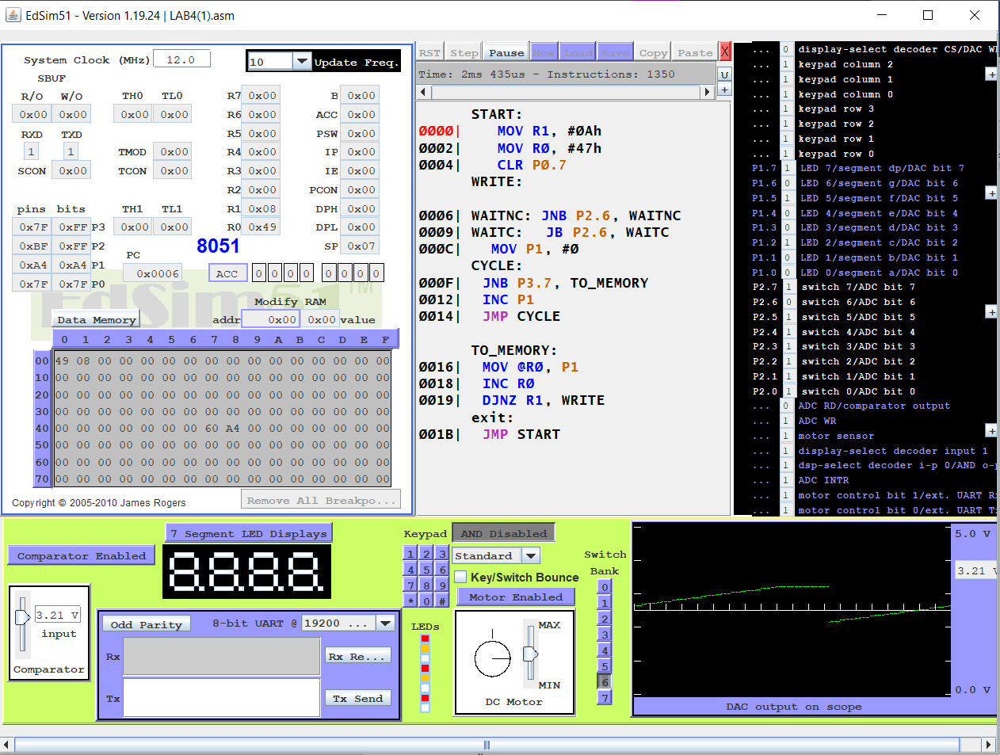 EdSim51 - Version 1.19.24 | LAB4(1).asm
System Clock (MHz) 12.0
10 Update Freq.
SBUF
R/O W/O TH0 TL0
0x00 0x00 0x00 0x00
RXD TXD
1 1 TMOD 0x00
SCON 0x00 TCON 0x00
pins bits TH1 TL1
0x7F 0xFF P3 0x00 0x00
0xBF 0xFF P2
0xA4 0xA4 P1
0x7F 0x7F P0
PC
0x0006
R7 0x00 B 0x00
R6 0x00 ACC 0x00
R5 0x00 PSW 0x00
R4 0x00 IP 0x00
R3 0x00 IE 0x00
R2 0x00 PCON 0x00
R1 0x08 DPH 0x00
R0 0x49 DPL 0x00
8051 SP 0x07
ACC 0 0 0 0 0 0 0 0
EdSim51™
Modify RAM
Data Memory addr 0x00 0x00 value
0 1 2 3 4 5 6 7 8 9 A B C D E F
00 49 08 00 00 00 00 00 00 00 00 00 00 00 00 00 00
10 00 00 00 00 00 00 00 00 00 00 00 00 00 00 00 00
20 00 00 00 00 00 00 00 00 00 00 00 00 00 00 00 00
30 00 00 00 00 00 00 00 00 00 00 00 00 00 00 00 00
40 00 00 00 00 00 00 00 60 A4 00 00 00 00 00 00 00
50 00 00 00 00 00 00 00 00 00 00 00 00 00 00 00 00
60 00 00 00 00 00 00 00 00 00 00 00 00 00 00 00 00
70 00 00 00 00 00 00 00 00 00 00 00 00 00 00 00 00
Copyright © 2005-2010 James Rogers
Remove All Breakpo...
RST Step Pause New Load Save Copy Paste X
Time: 2ms 435us - Instructions: 1350
U
+
START:
0000| MOV R1, #0Ah
0002| MOV R0, #47h
0004| CLR P0.7
WRITE:
0006| WAITNC: JNB P2.6, WAITNC
0009| WAITC: JB P2.6, WAITC
000C| MOV P1, #0
CYCLE:
000F| JNB P3.7, TO_MEMORY
0012| INC P1
0014| JMP CYCLE
TO_MEMORY:
0016| MOV @R0, P1
0018| INC R0
0019| DJNZ R1, WRITE
exit:
001B| JMP START
... 0 display-select decoder CS/DAC W
... 1 keypad column 2
... 1 keypad column 1
... 1 keypad column 0
... 1 keypad row 3
... 1 keypad row 2
... 1 keypad row 1
... 1 keypad row 0
P1.7 1 LED 7/segment dp/DAC bit 7
P1.6 0 LED 6/segment g/DAC bit 6
P1.5 1 LED 5/segment f/DAC bit 5
P1.4 0 LED 4/segment e/DAC bit 4
P1.3 0 LED 3/segment d/DAC bit 3
P1.2 1 LED 2/segment c/DAC bit 2
P1.1 0 LED 1/segment b/DAC bit 1
P1.0 0 LED 0/segment a/DAC bit 0
P2.7 1 switch 7/ADC bit 7
P2.6 0 switch 6/ADC bit 6
P2.5 1 switch 5/ADC bit 5
P2.4 1 switch 4/ADC bit 4
P2.3 1 switch 3/ADC bit 3
P2.2 1 switch 2/ADC bit 2
P2.1 1 switch 1/ADC bit 1
P2.0 1 switch 0/ADC bit 0
... 0 ADC RD/comparator output
... 1 ADC WR
... 1 motor sensor
... 1 display-select decoder input 1
... 1 dsp-select decoder i-p 0/AND o-p
... 1 ADC INTR
... 1 motor control bit 1/ext. UART Rx
... 1 motor control bit 0/ext. UART Tx
+
+
+
+
Comparator Enabled
3.21 V
input
Comparator
7 Segment LED Displays
8.8.8.8.
Odd Parity 8-bit UART @ 19200 ...
Rx Rx Re...
Tx Tx Send
Keypad
1 2 3
4 5 6
7 8 9
* 0 #
LEDs
AND Disabled
Standard
Key/Switch Bounce
Motor Enabled
MAX
MIN
DC Motor
Switch
Bank
0
1
2
3
4
5
6
7
5.0 V
3.21 V
0.0 V
DAC output on scope